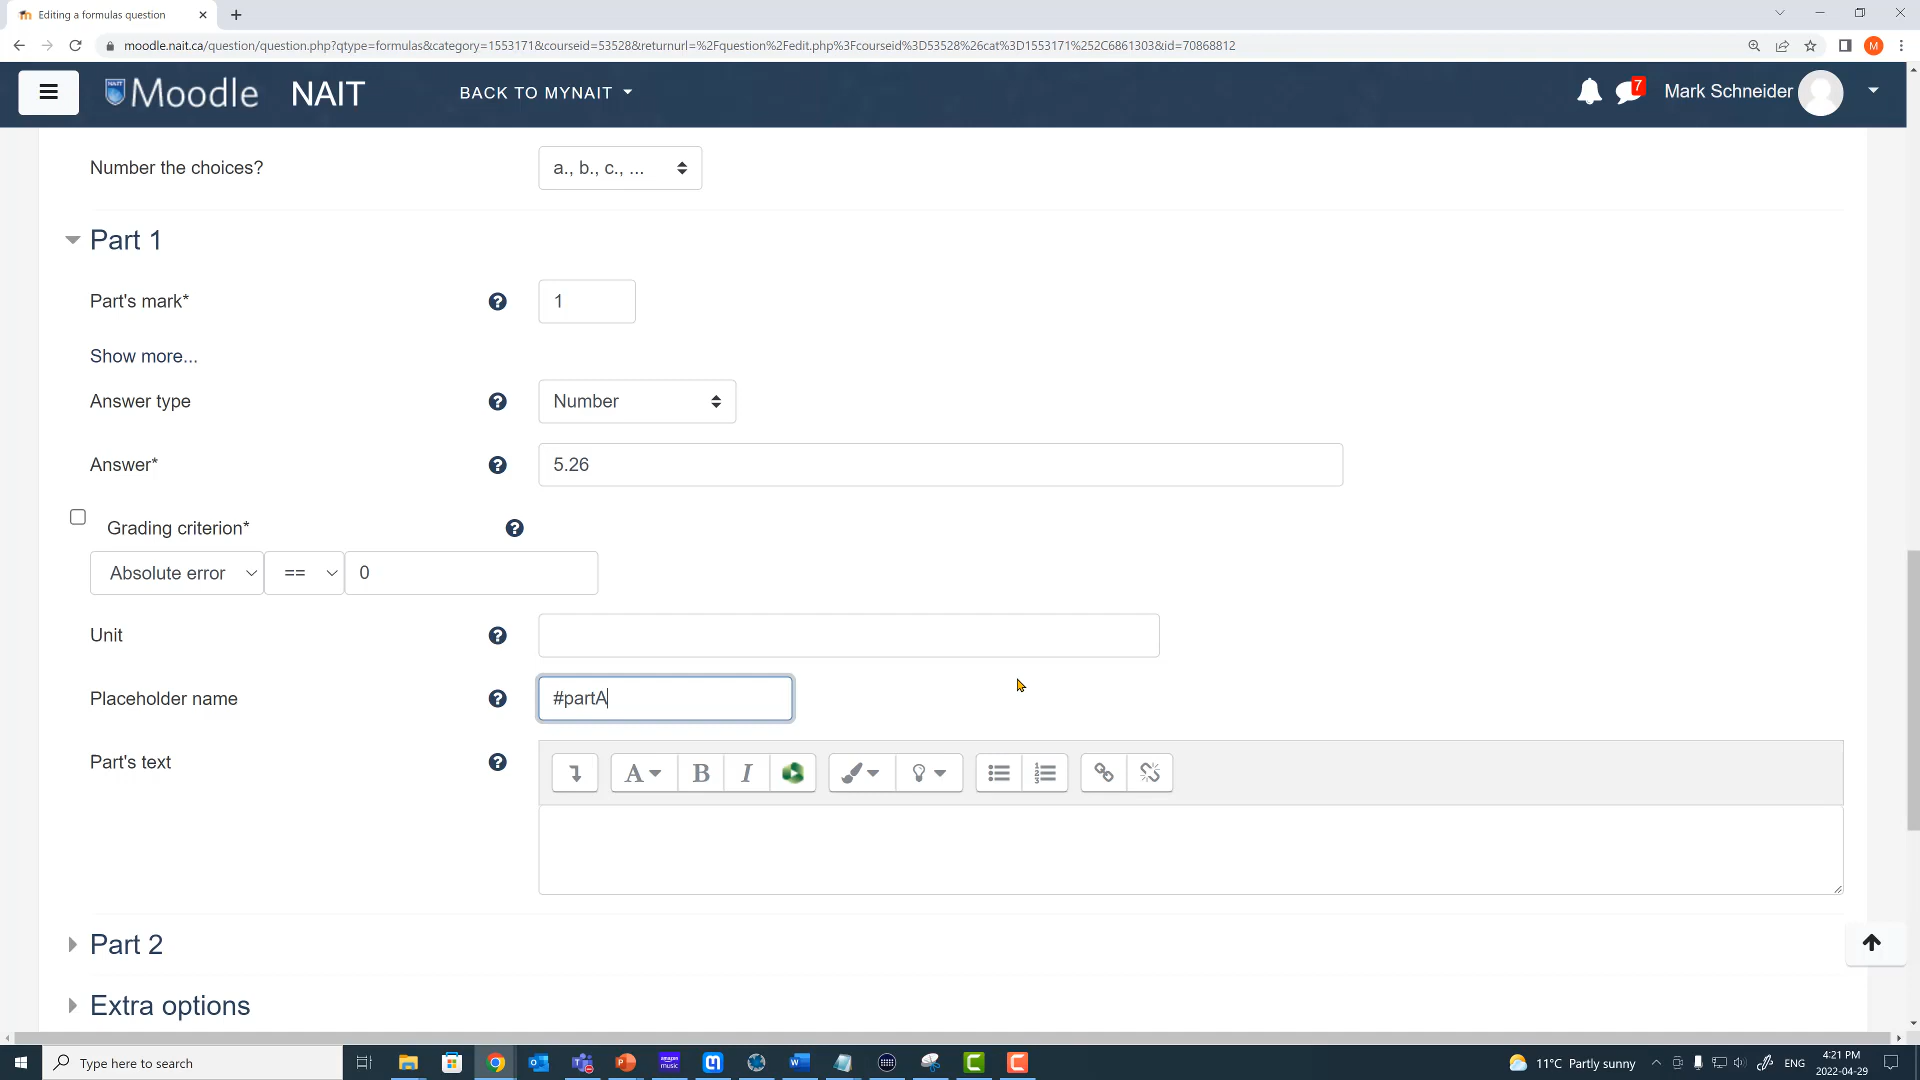 Editing a formulas question
moodle.nait.ca/question/question.php?qtype=formulas&category=1553171&courseid=53528&returnurl=%2Fquestion%2Fedit.php%3Fcourseid%3D53528%26cat%3D1553171%252C6861303&id=70868812
M
Moodle NAIT BACK TO MYNAIT 7 Mark Schneider
Number the choices? a., b., c., ...
Part 1
Part's mark* 1
Show more...
Answer type Number
Answer* 5.26
Grading criterion*
Absolute error == 0
Unit
Placeholder name #partA
Part's text
A B I
Part 2
Extra options
Type here to search
11°C Partly sunny ENG 4:21 PM
2022-04-29